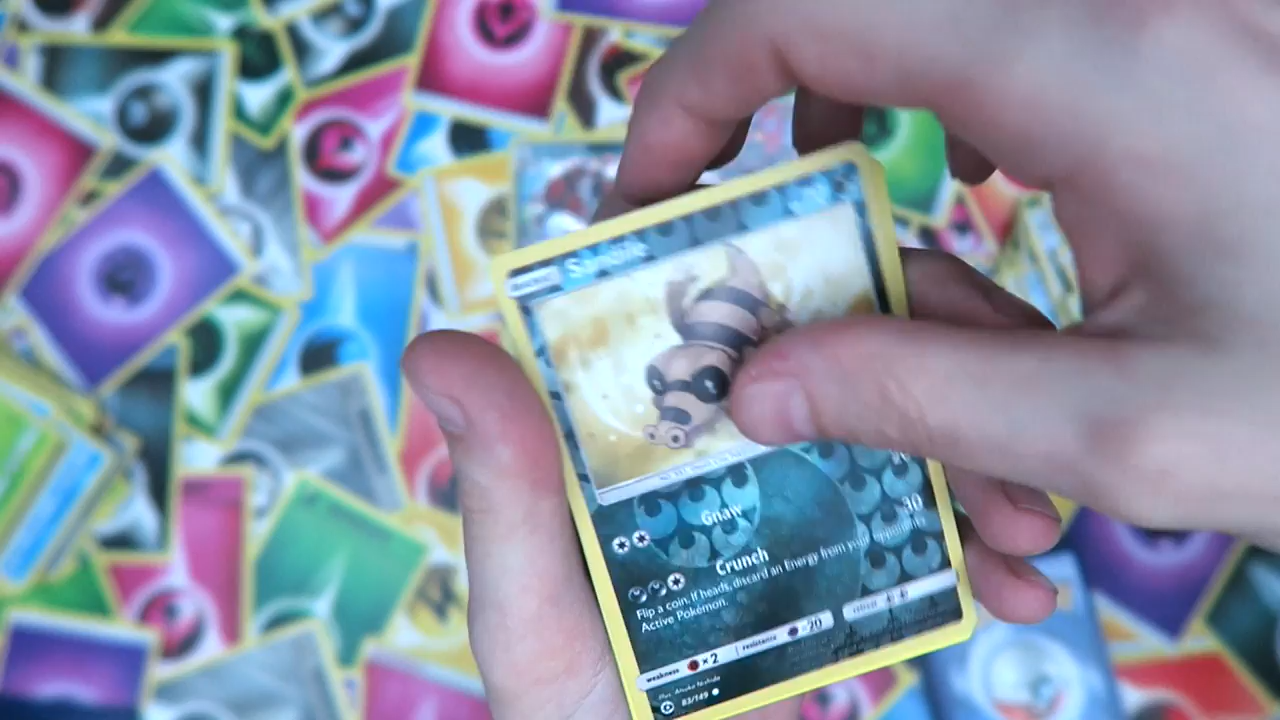 Gnaw 30
Crunch
Flip a coin. If heads, discard an Energy from your opponent's
Active Pokémon.
weakness ×2 resistance -20 retreat
Illus. Atsuko Nishida
83/149